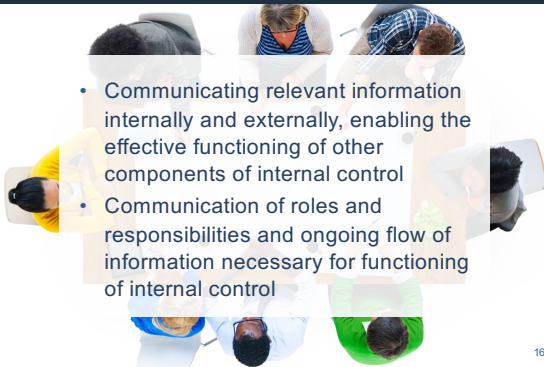 • Communicating relevant information
internally and externally, enabling the
effective functioning of other
components of internal control
• Communication of roles and
responsibilities and ongoing flow of
information necessary for functioning
of internal control
16